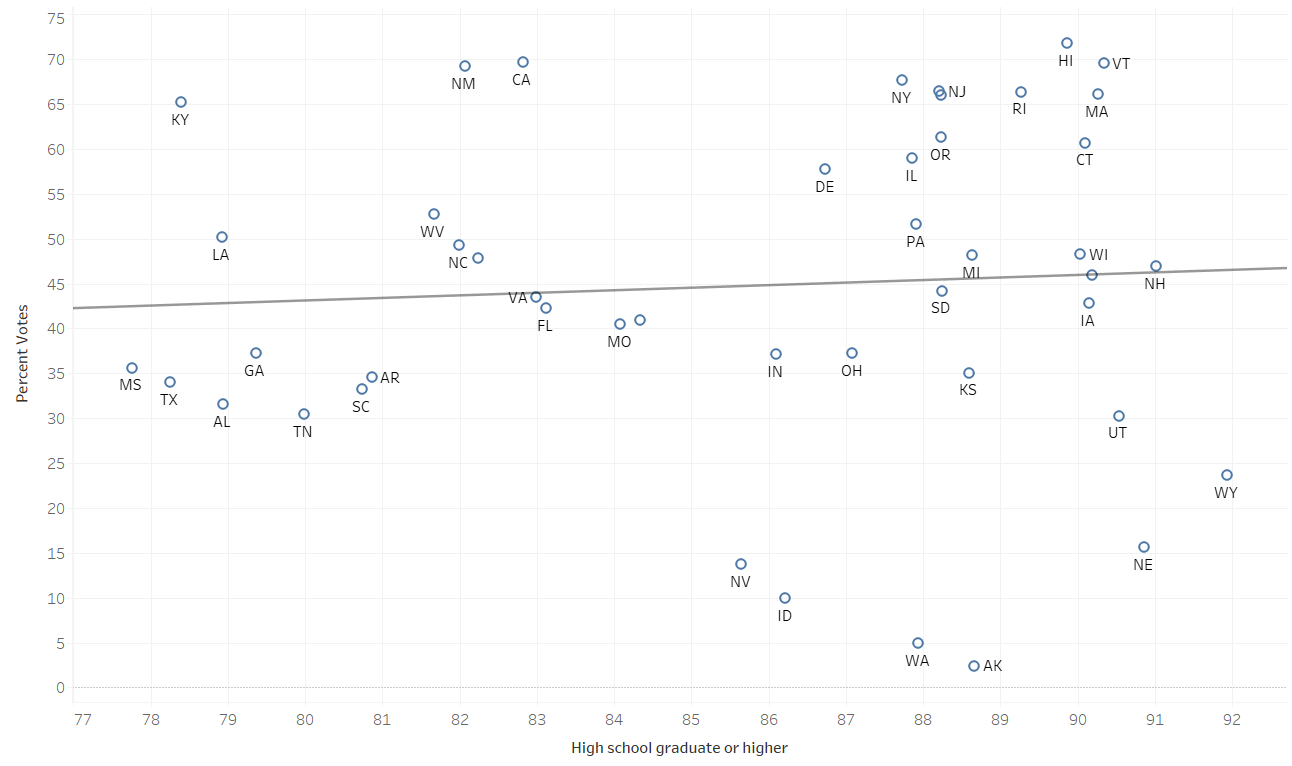 75
70
65
60
55
50
45
40
35
30
25
20
15
10
5
0
Percent Votes
HI
VT
NM
CA
NY
NJ
RI
MA
KY
OR
CT
IL
DE
WV
PA
LA
NC
MI
WI
NH
VA
FL
SD
IA
MO
MS
TX
GA
AR
SC
AL
TN
IN
OH
KS
UT
WY
NV
NE
ID
WA
AK
77 78 79 80 81 82 83 84 85 86 87 88 89 90 91 92
High school graduate or higher